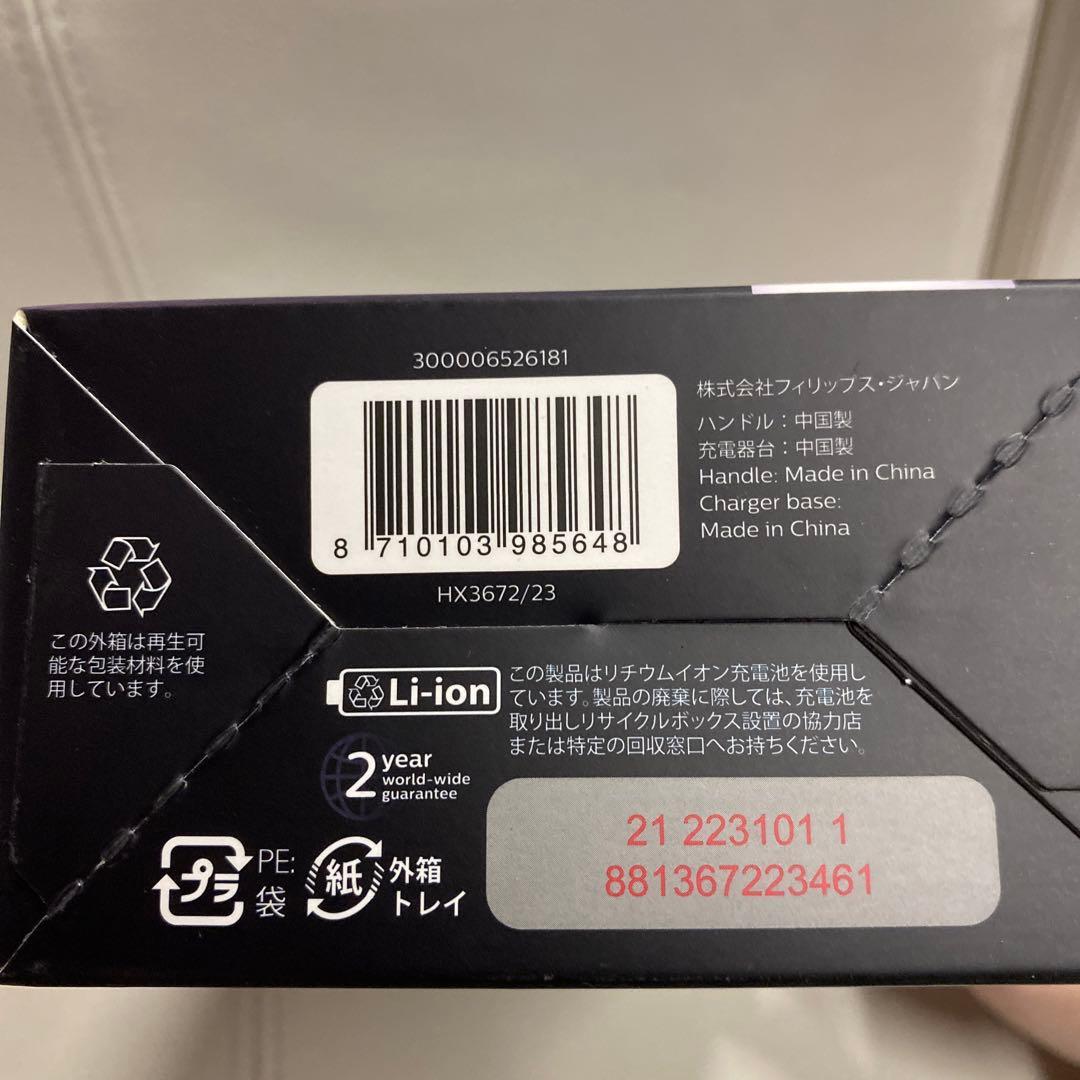 300006526181
8 710103 985648
HX3672/23
株式会社フィリップス・ジャパン
ハンドル：中国製
充電器台：中国製
Handle: Made in China
Charger base:
Made in China
この外箱は再生可
能な包装材料を使
用しています。
Li-ion
この製品はリチウムイオン充電池を使用し
ています。製品の廃棄に際しては、充電池を
取り出しリサイクルボックス設置の協力店
または特定の回収窓口へお持ちください。
2 year
world-wide
guarantee
プラ
PE:
袋
紙
外箱
トレイ
21 223101 1
881367223461